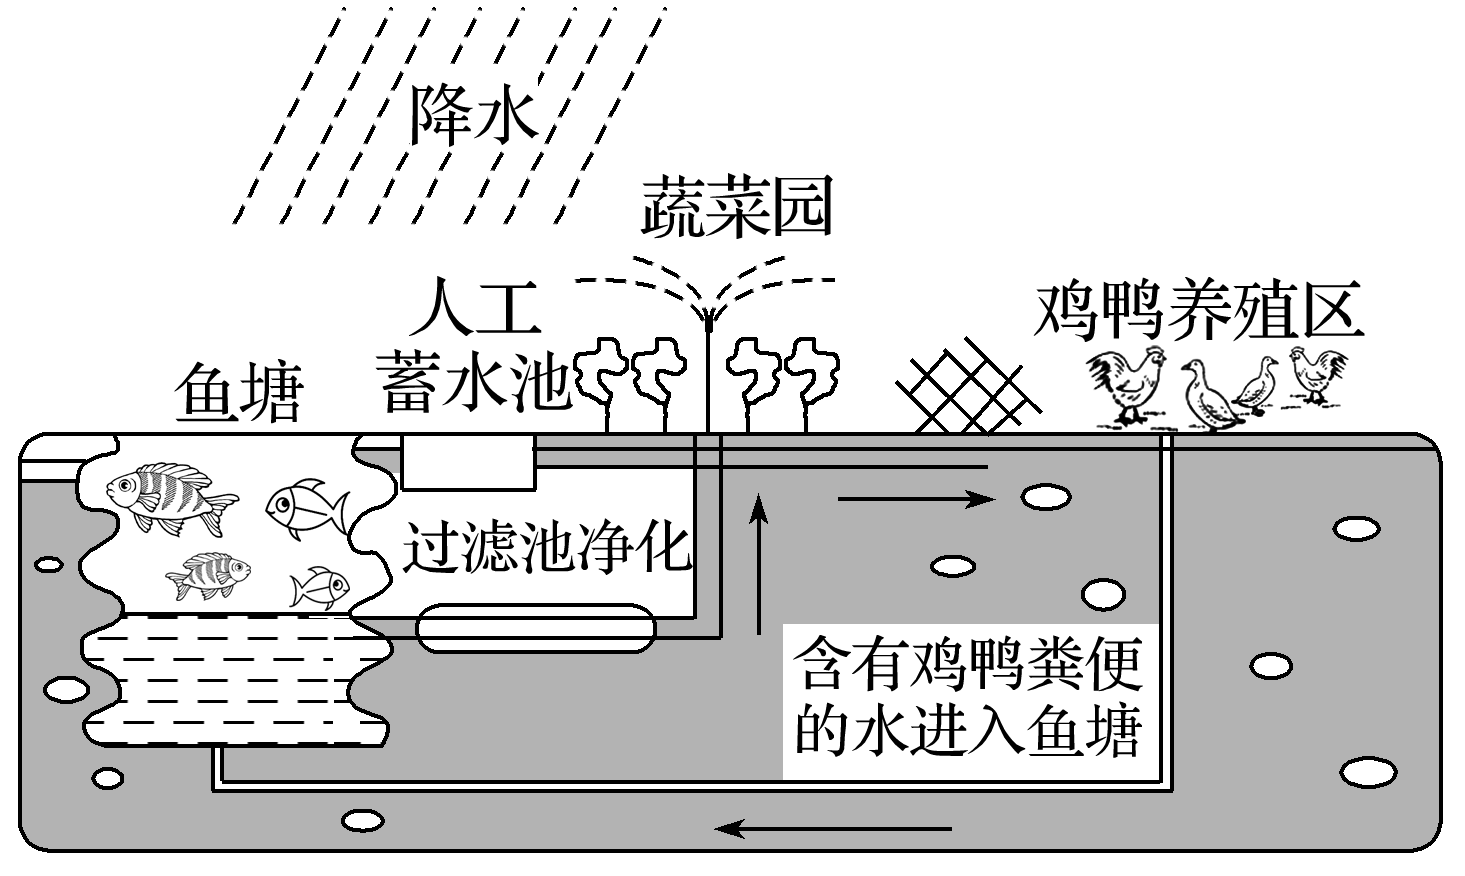 降水
蔬菜园
人工
蓄水池
鸡鸭养殖区
鱼塘
过滤池净化
含有鸡鸭粪便
的水进入鱼塘